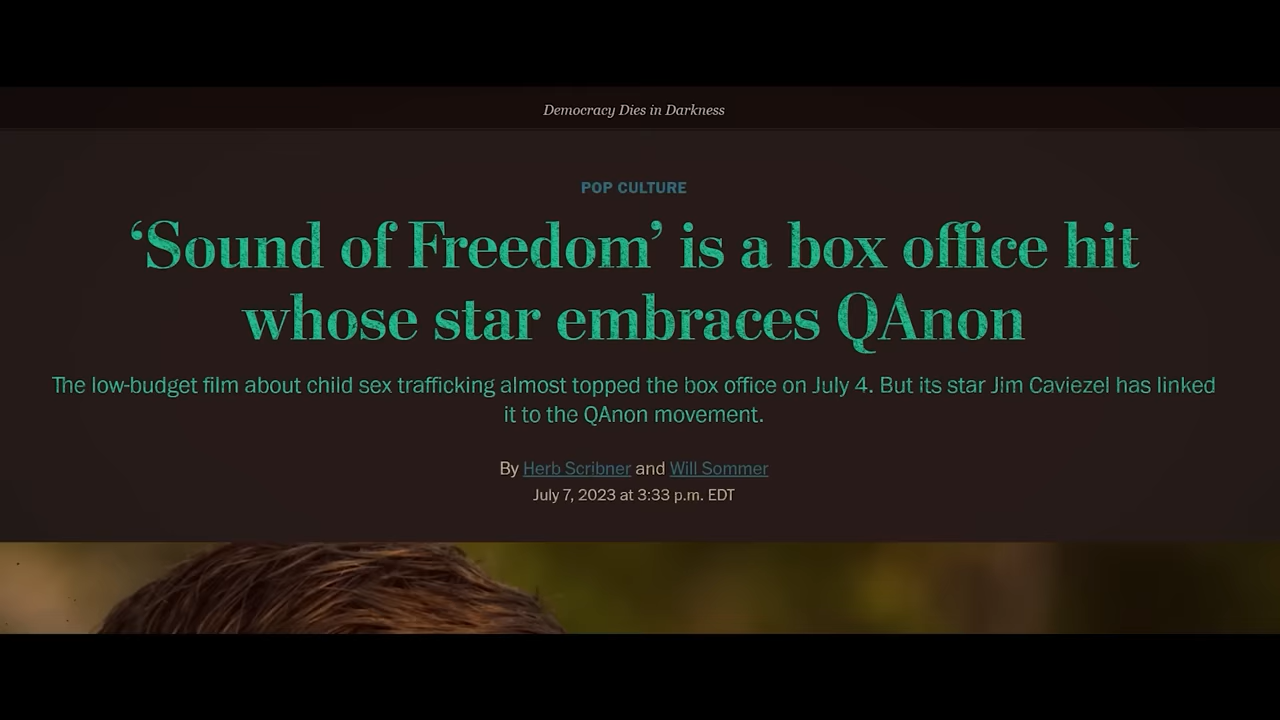 Democracy Dies in Darkness
POP CULTURE
‘Sound of Freedom’ is a box office hit
whose star embraces QAnon
The low-budget film about child sex trafficking almost topped the box office on July 4. But its star Jim Caviezel has linked
it to the QAnon movement.
By Herb Scribner and Will Sommer
July 7, 2023 at 3:33 p.m. EDT